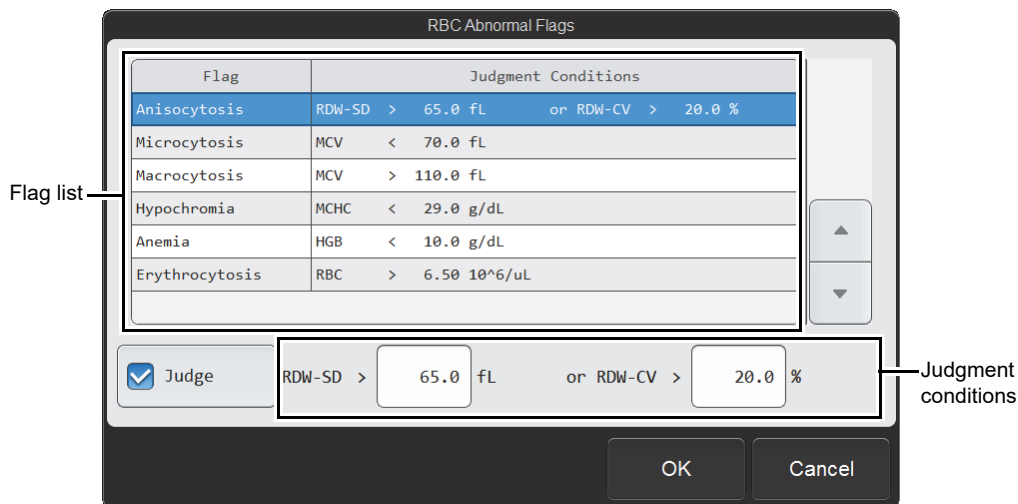 RBC Abnormal Flags
Flag Judgment Conditions
Anisocytosis RDW-SD > 65.0 fL or RDW-CV > 20.0 %
Microcytosis MCV < 70.0 fL
Macrocytosis MCV > 110.0 fL
Hypochromia MCHC < 29.0 g/dL
Anemia HGB < 10.0 g/dL
Erythrocytosis RBC > 6.50 10^6/uL
Flag list
Judge RDW-SD > 65.0 fL or RDW-CV > 20.0 %
Judgment
conditions
OK Cancel